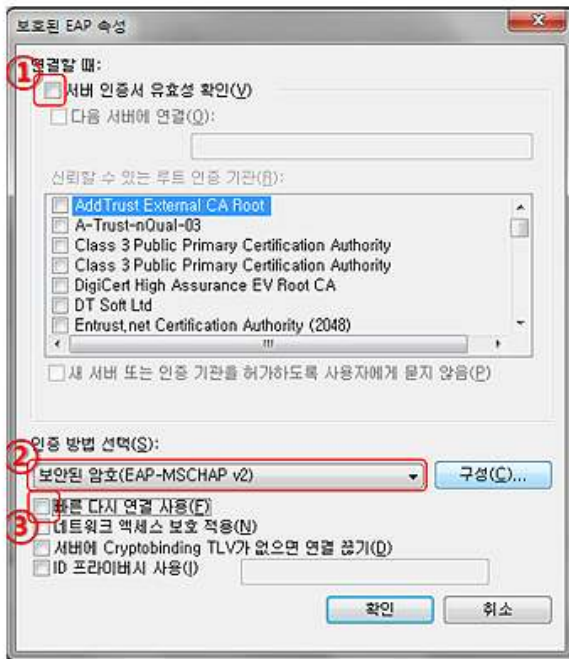 보호된 EAP 속성
연결할 때:
①
서버 인증서 유효성 확인(V)
다음 서버에 연결(O):
신뢰할 수 있는 루트 인증 기관(R):
AddTrust External CA Root
A-Trust-nQual-03
Class 3 Public Primary Certification Authority
Class 3 Public Primary Certification Authority
DigiCert High Assurance EV Root CA
DT Soft Ltd
Entrust.net Certification Authority (2048)
새 서버 또는 인증 기관을 허가하도록 사용자에게 묻지 않음(P)
인증 방법 선택(S):
②
보안된 암호(EAP-MSCHAP v2)
구성(C)...
빠른 다시 연결 사용(F)
③
네트워크 액세스 보호 적용(N)
서버에 Cryptobinding TLV가 없으면 연결 끊기(D)
ID 프라이버시 사용(I)
확인 취소